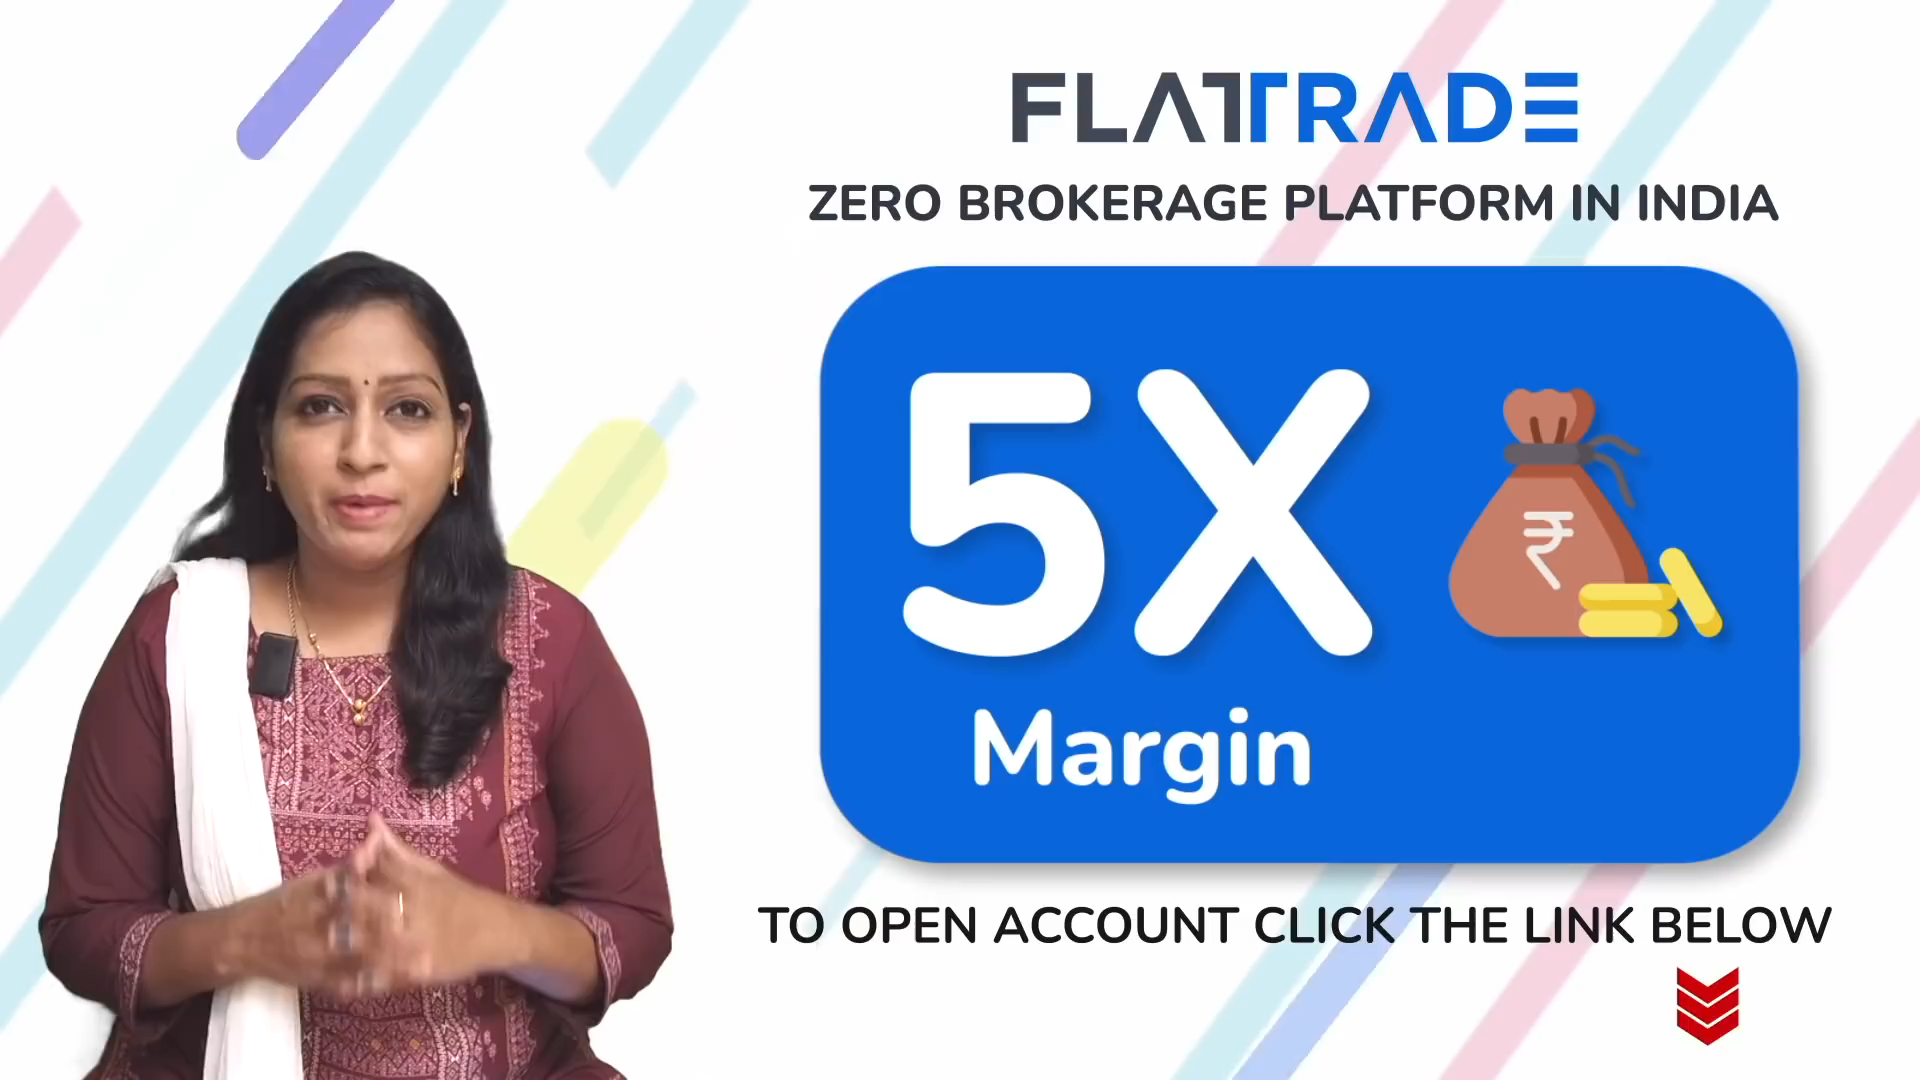 FLATTRADE
ZERO BROKERAGE PLATFORM IN INDIA
5X
₹
Margin
TO OPEN ACCOUNT CLICK THE LINK BELOW